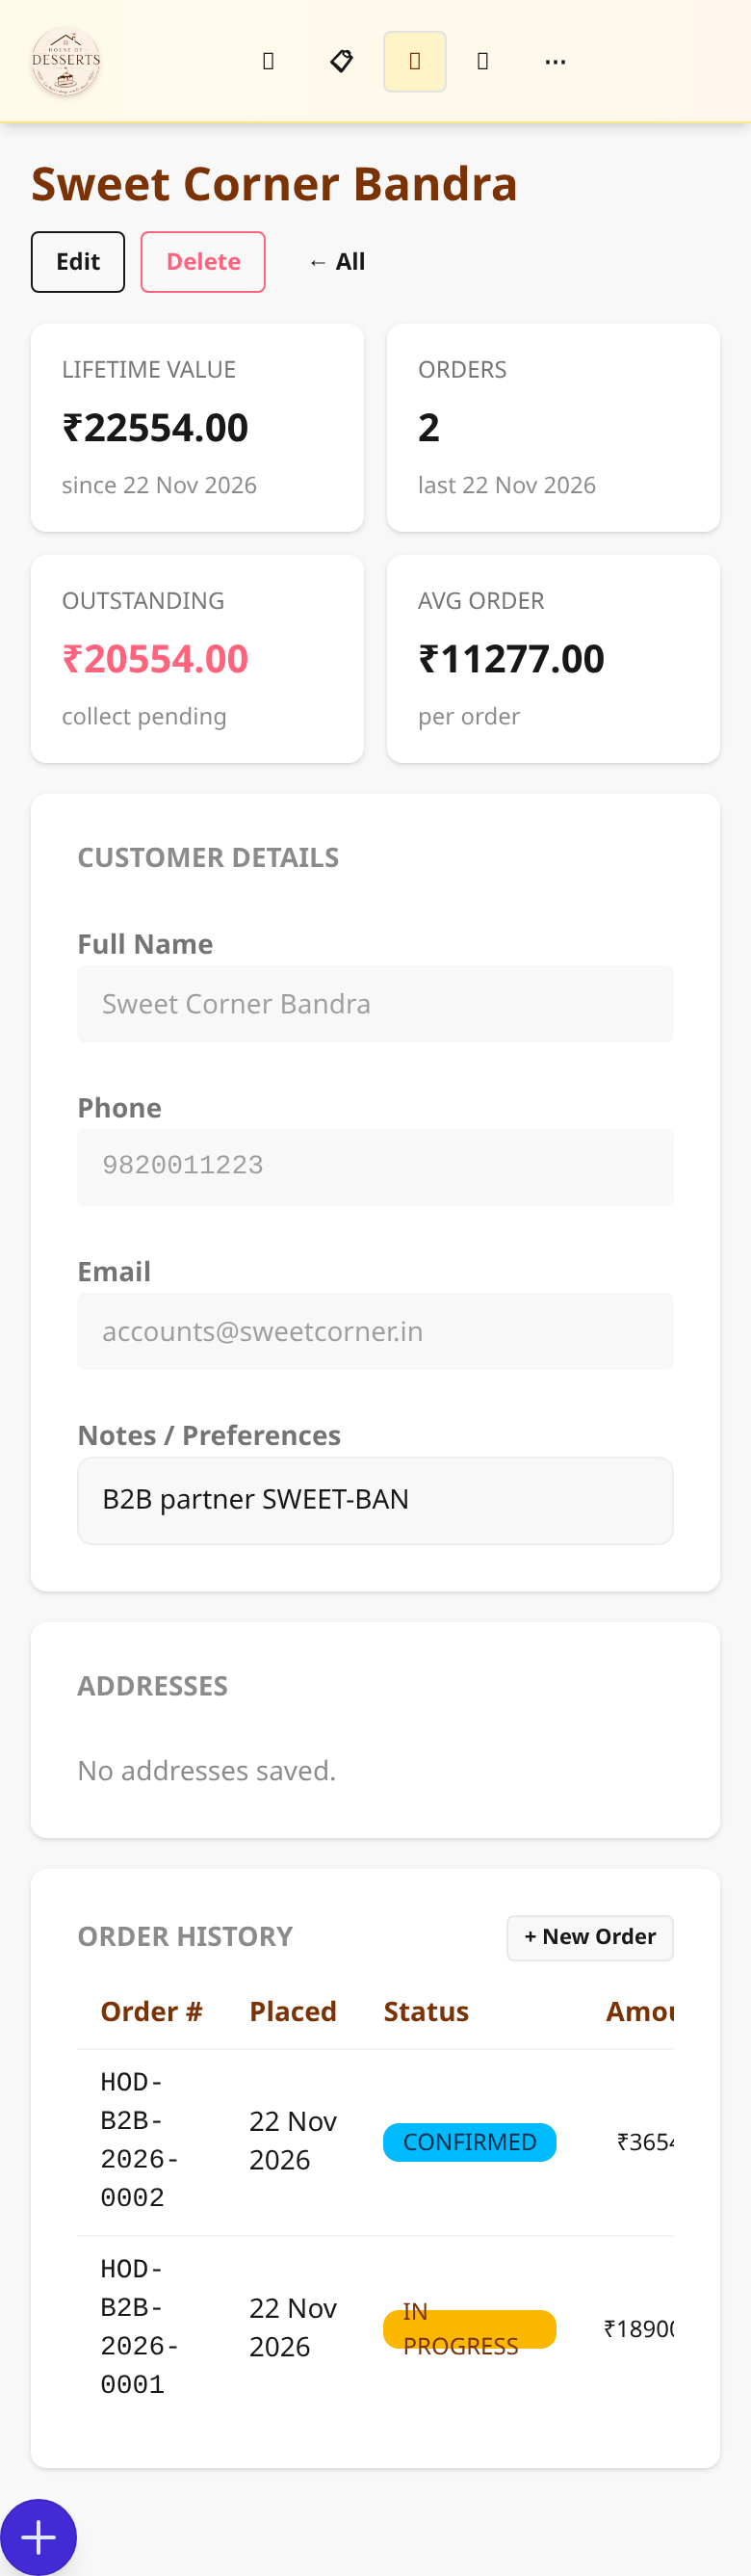 HOUSE OF
DESSERTS
Sweet Corner Bandra
Edit
Delete
← All
LIFETIME VALUE
₹22554.00
since 22 Nov 2026
ORDERS
2
last 22 Nov 2026
OUTSTANDING
₹20554.00
collect pending
AVG ORDER
₹11277.00
per order
CUSTOMER DETAILS
Full Name
Sweet Corner Bandra
Phone
9820011223
Email
accounts@sweetcorner.in
Notes / Preferences
B2B partner SWEET-BAN
ADDRESSES
No addresses saved.
ORDER HISTORY
+ New Order
Order # Placed Status Amou
HOD-
B2B-
2026-
0002
22 Nov
2026
CONFIRMED
₹3654
HOD-
B2B-
2026-
0001
22 Nov
2026
IN
PROGRESS
₹18900